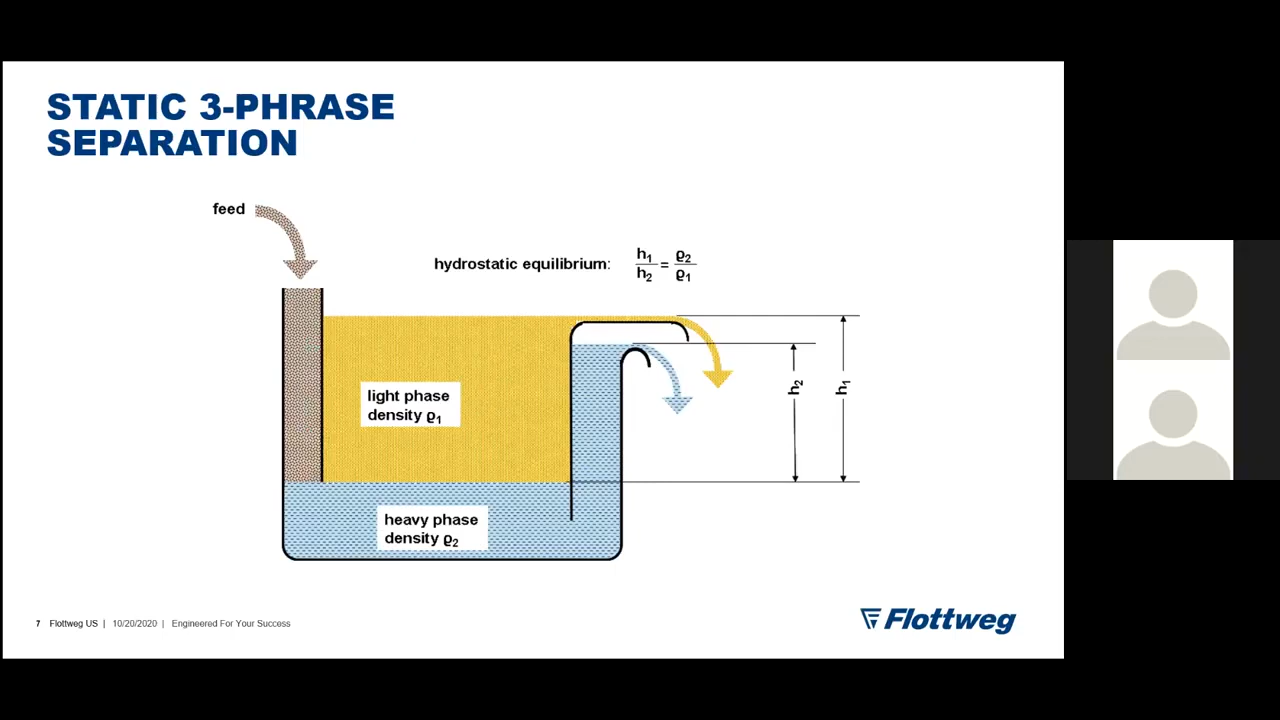 STATIC 3-PHRASE
SEPARATION
feed
hydrostatic equilibrium: h₁/h₂ = ϱ₂/ϱ₁
light phase
density ϱ₁
h₂
h₁
heavy phase
density ϱ₂
7 Flottweg US | 10/20/2020 | Engineered For Your Success
Flottweg